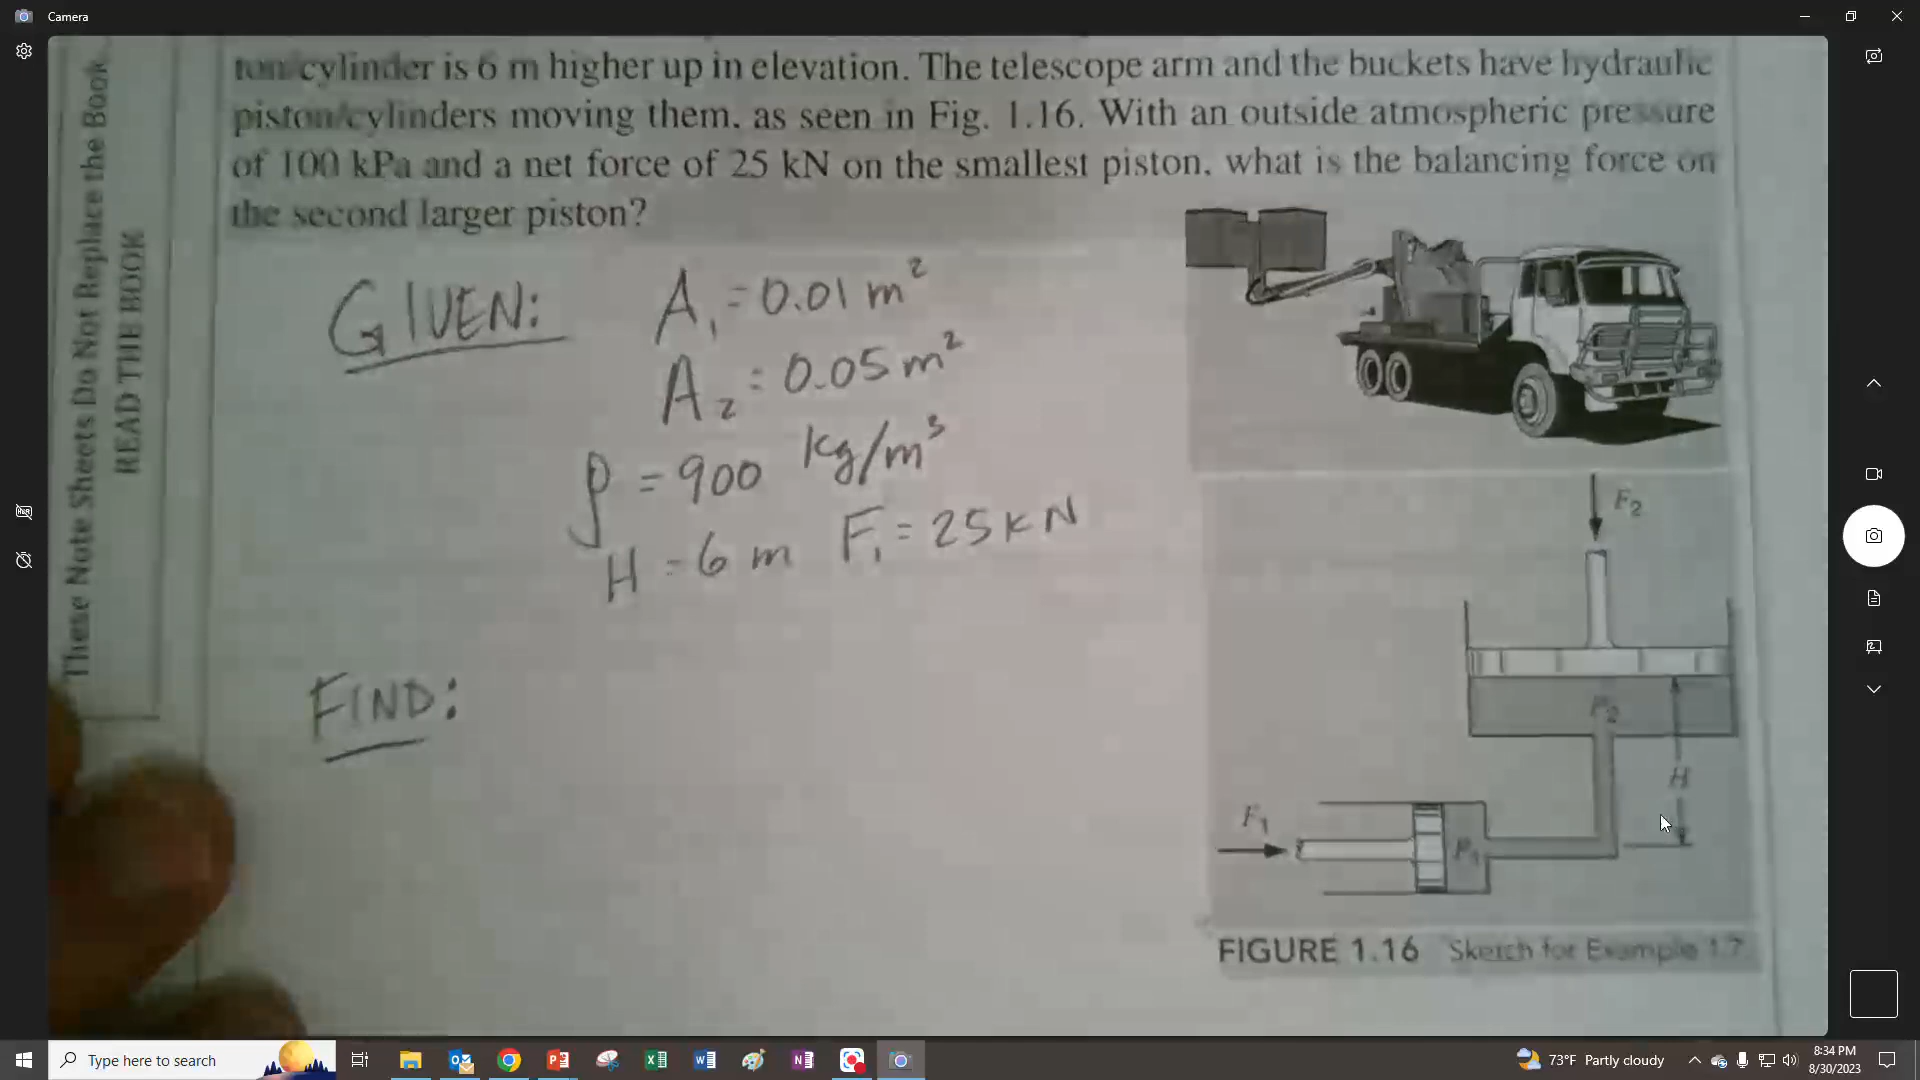 Camera
ton/cylinder is 6 m higher up in elevation. The telescope arm and the buckets have hydraulic
piston/cylinders moving them, as seen in Fig. 1.16. With an outside atmospheric pressure
of 100 kPa and a net force of 25 kN on the smallest piston, what is the balancing force on
the second larger piston?
These Note Sheets Do Not Replace the Book.
READ THE BOOK
GIVEN: A₁ = 0.01 m²
A₂ = 0.05 m²
ρ = 900 kg/m³
H = 6 m F₁ = 25 KN
FIND:
F₂
P₂
H
F₁
P₁
FIGURE 1.16 Sketch for Example 1.7
Type here to search
73°F Partly cloudy
8:34 PM
8/30/2023